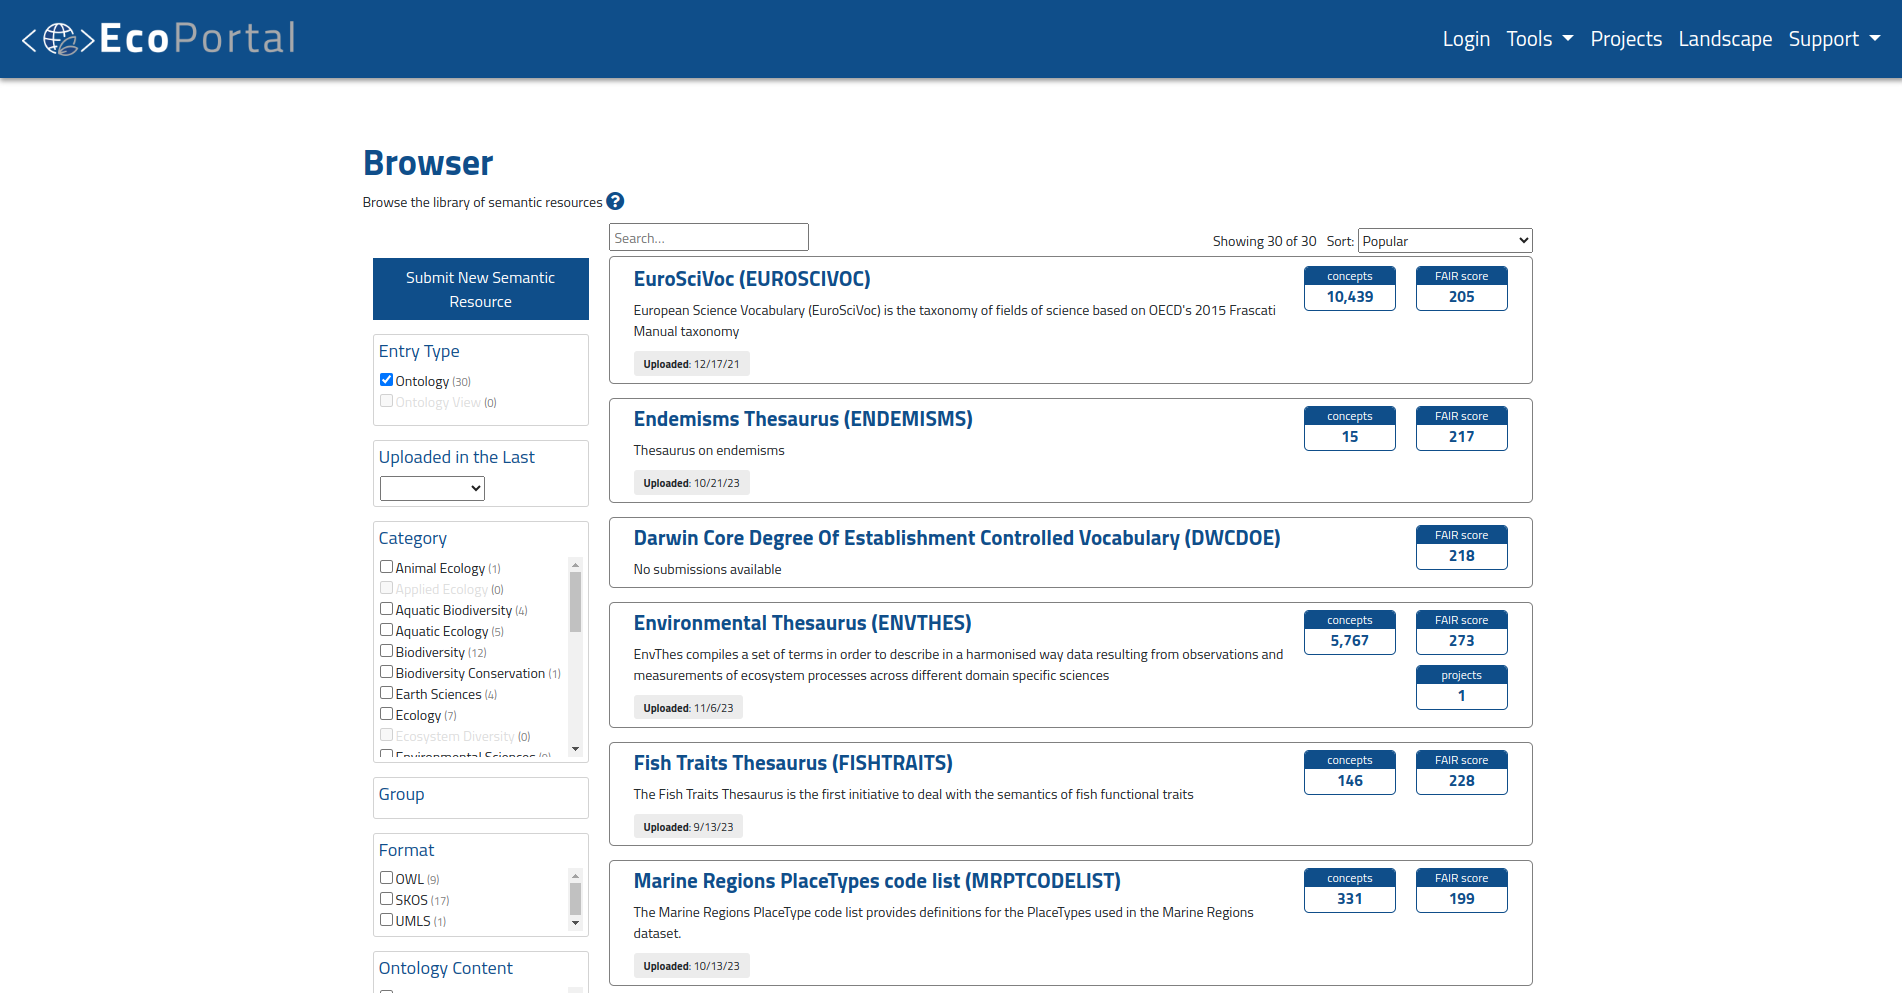 EcoPortal
Login Tools Projects Landscape Support
Browser
Browse the library of semantic resources ?
Search...
Showing 30 of 30 Sort: Popular
Submit New Semantic
Resource
Entry Type
Ontology (30)
Ontology View (0)
Uploaded in the Last
Category
Animal Ecology (1)
Applied Ecology (0)
Aquatic Biodiversity (4)
Aquatic Ecology (5)
Biodiversity (12)
Biodiversity Conservation (1)
Earth Sciences (4)
Ecology (7)
Ecosystem Diversity (0)
Environmental Sciences
Group
Format
OWL (9)
SKOS (17)
UMLS (1)
Ontology Content
EuroSciVoc (EUROSCIVOC)
European Science Vocabulary (EuroSciVoc) is the taxonomy of fields of science based on OECD's 2015 Frascati
Manual taxonomy
Uploaded: 12/17/21
concepts
10,439
FAIR score
205
Endemisms Thesaurus (ENDEMISMS)
Thesaurus on endemisms
Uploaded: 10/21/23
concepts
15
FAIR score
217
Darwin Core Degree Of Establishment Controlled Vocabulary (DWCDOE)
No submissions available
FAIR score
218
Environmental Thesaurus (ENVTHES)
EnvThes compiles a set of terms in order to describe in a harmonised way data resulting from observations and
measurements of ecosystem processes across different domain specific sciences
Uploaded: 11/6/23
concepts
5,767
FAIR score
273
projects
1
Fish Traits Thesaurus (FISHTRAITS)
The Fish Traits Thesaurus is the first initiative to deal with the semantics of fish functional traits
Uploaded: 9/13/23
concepts
146
FAIR score
228
Marine Regions PlaceTypes code list (MRPTCODELIST)
The Marine Regions PlaceType code list provides definitions for the PlaceTypes used in the Marine Regions
dataset.
Uploaded: 10/13/23
concepts
331
FAIR score
199